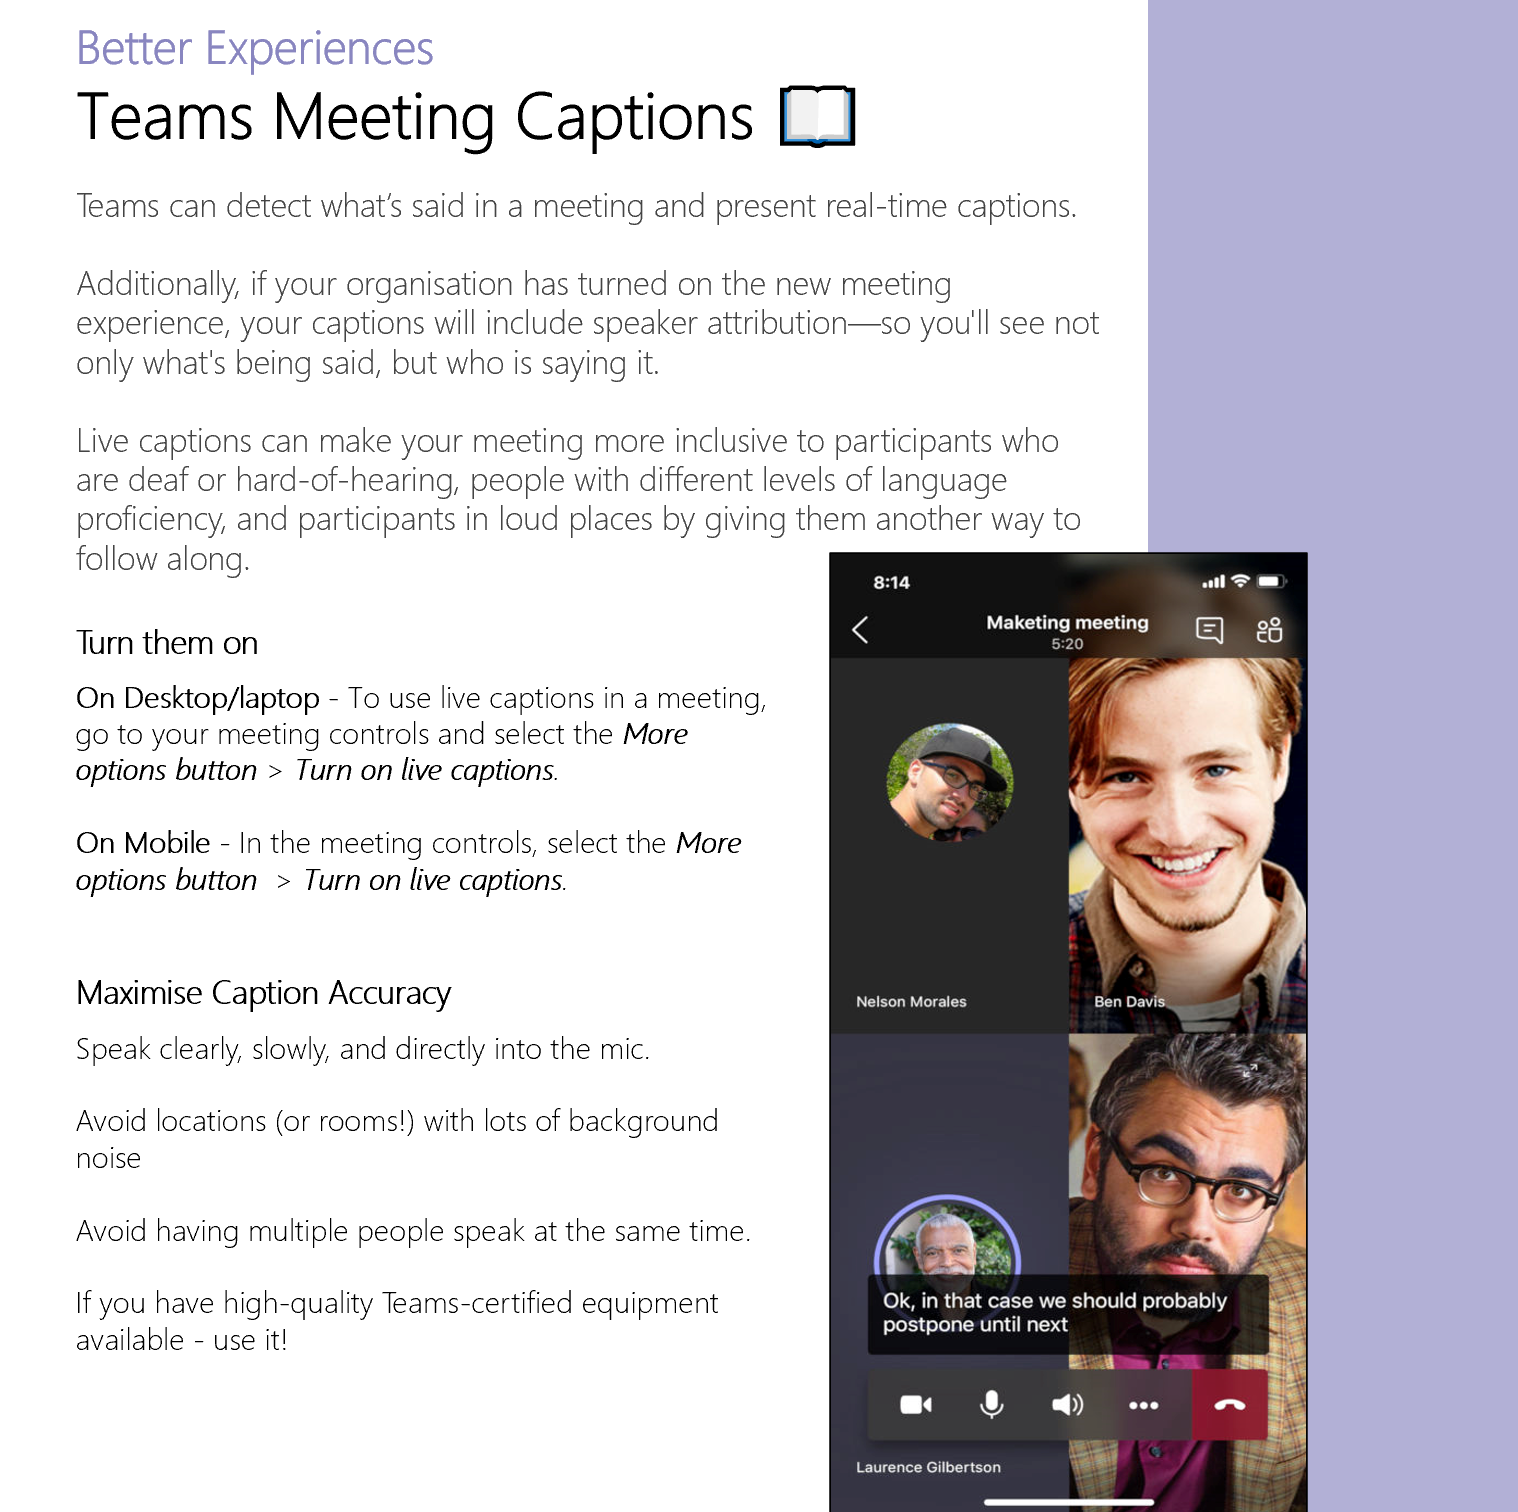 Better Experiences
Teams Meeting Captions
Teams can detect what’s said in a meeting and present real-time captions.
Additionally, if your organisation has turned on the new meeting
experience, your captions will include speaker attribution—so you'll see not
only what's being said, but who is saying it.
Live captions can make your meeting more inclusive to participants who
are deaf or hard-of-hearing, people with different levels of language
proficiency, and participants in loud places by giving them another way to
follow along.
Turn them on
On Desktop/laptop - To use live captions in a meeting,
go to your meeting controls and select the More
options button > Turn on live captions.
On Mobile - In the meeting controls, select the More
options button  > Turn on live captions.
Maximise Caption Accuracy
Speak clearly, slowly, and directly into the mic.
Avoid locations (or rooms!) with lots of background
noise
Avoid having multiple people speak at the same time.
If you have high-quality Teams-certified equipment
available - use it!
8:14
Maketing meeting
5:20
Nelson Morales
Ben Davis
Ok, in that case we should probably
postpone until next
Laurence Gilbertson